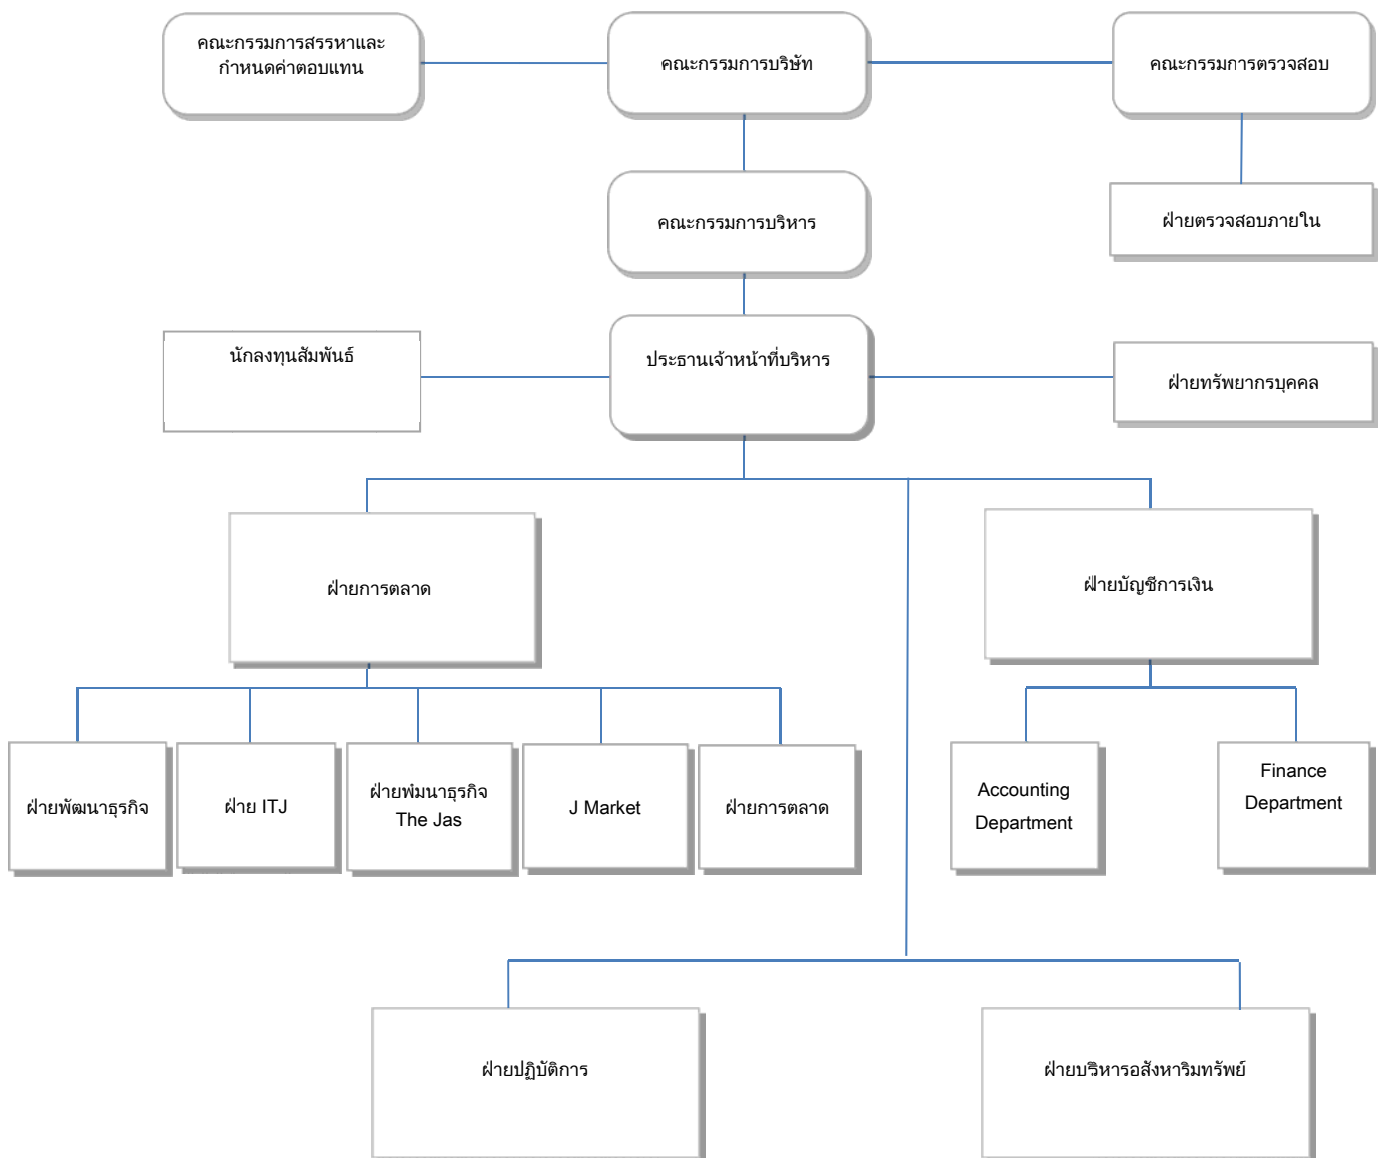 คณะกรรมการสรรหาและ
กำหนดค่าตอบแทน
คณะกรรมการบริษัท
คณะกรรมการตรวจสอบ
คณะกรรมการบริหาร
ฝ่ายตรวจสอบภายใน
นักลงทุนสัมพันธ์
ประธานเจ้าหน้าที่บริหาร
ฝ่ายทรัพยากรบุคคล
ฝ่ายการตลาด
ฝ่ายบัญชีการเงิน
ฝ่ายพัฒนาธุรกิจ
ฝ่าย ITJ
ฝ่ายพ่มนาธุรกิจ
The Jas
J Market
ฝ่ายการตลาด
Accounting
Department
Finance
Department
ฝ่ายปฏิบัติการ
ฝ่ายบริหารอสังหาริมทรัพย์